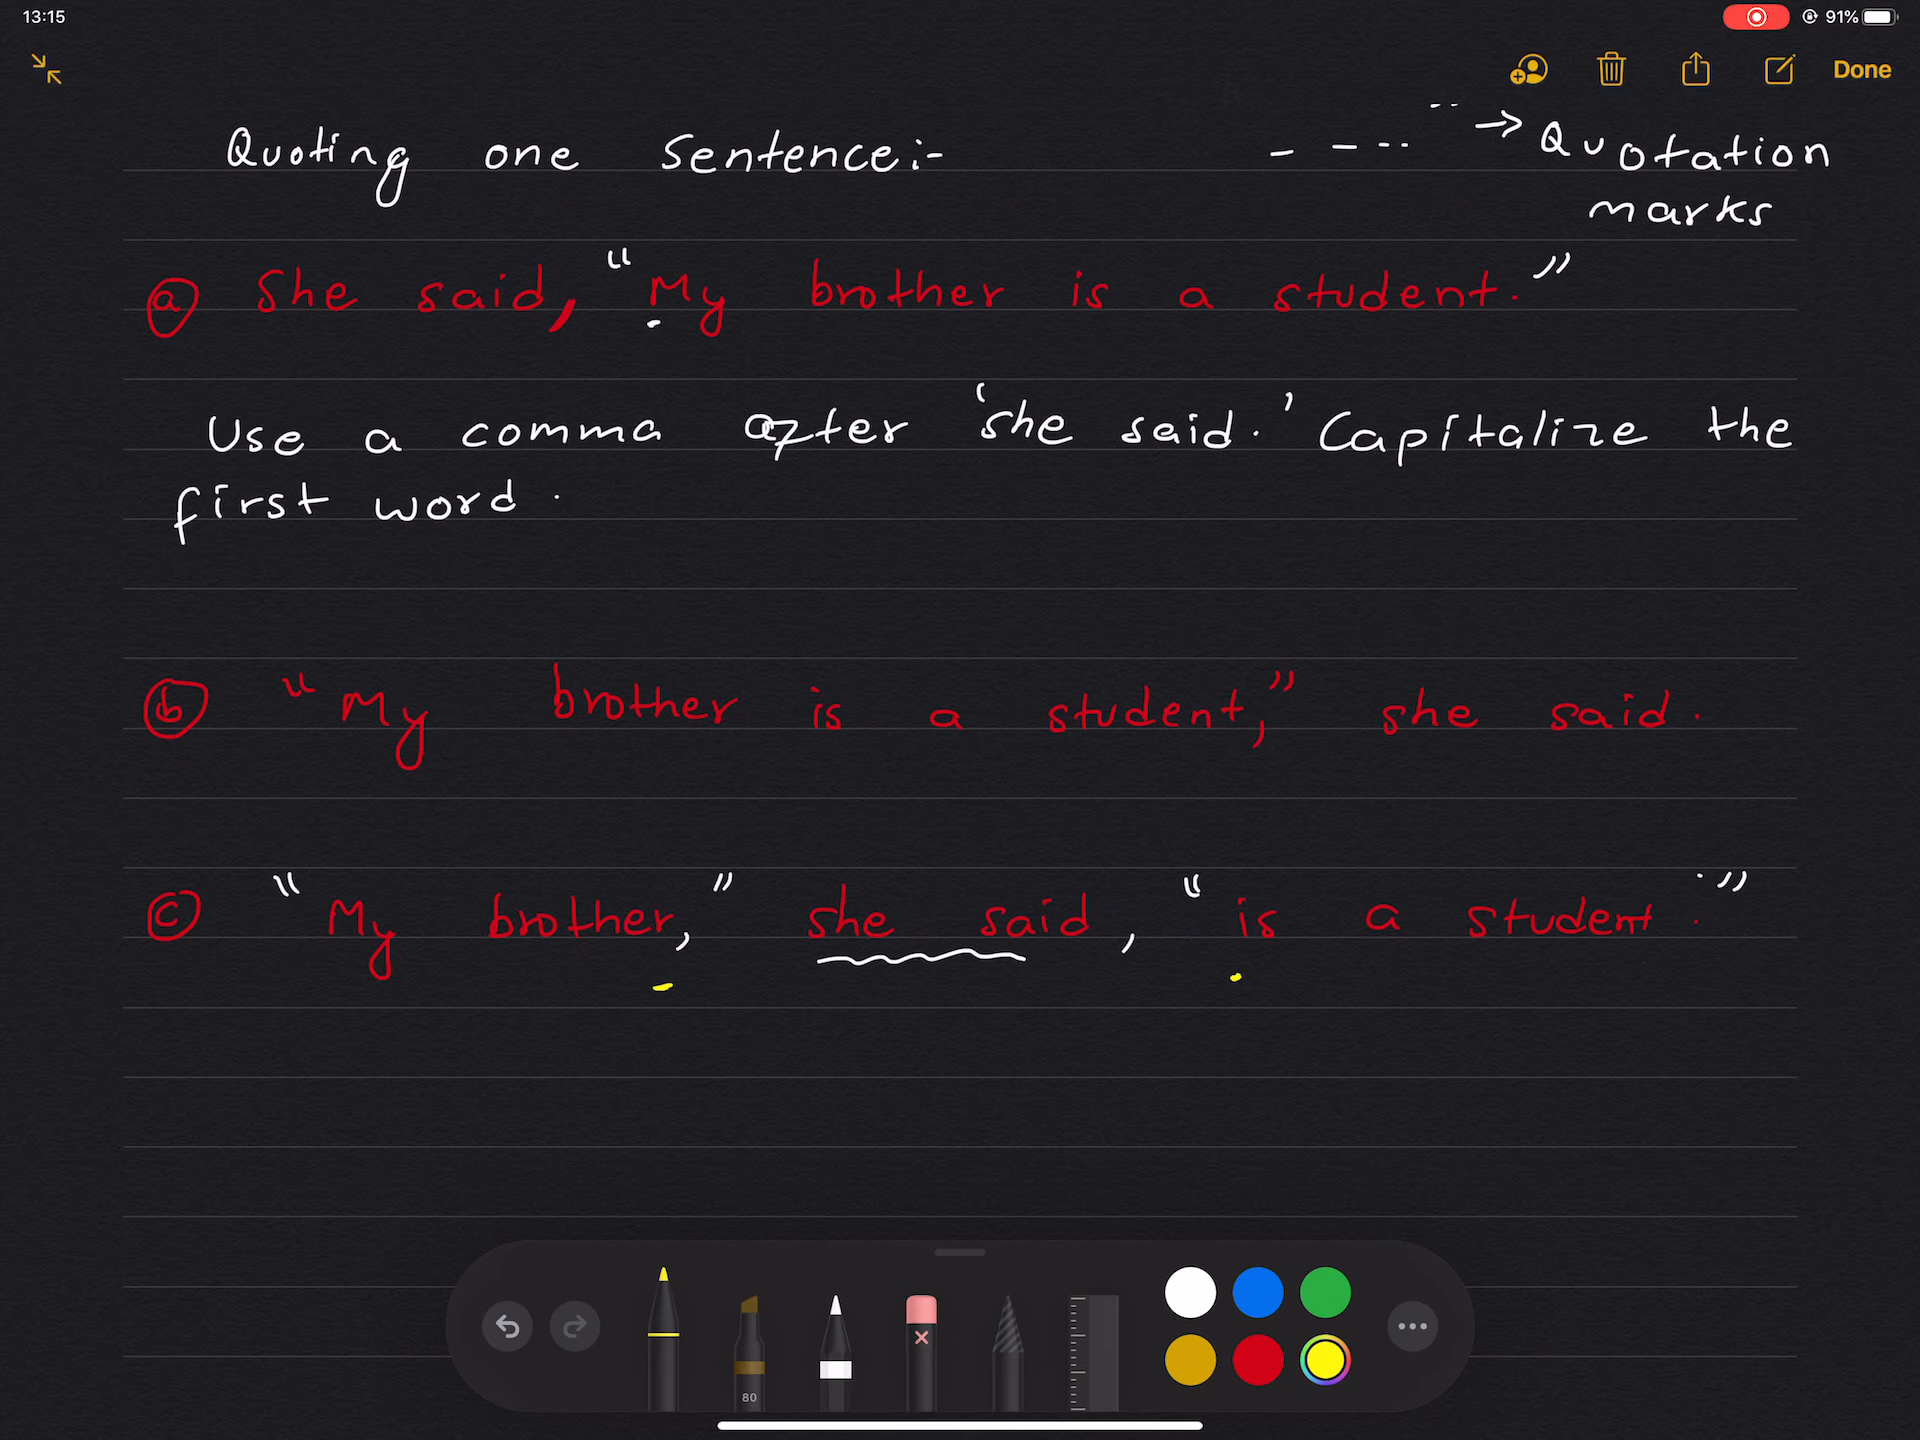 13:15
91%
Done
Quoting one sentence:-
- - -- " → Quotation
marks
(a) She said, "My brother is a student."
Use a comma after 'she said.' Capitalize the
first word.
(b) "My brother is a student," she said.
(c) "My brother," she said, "is a student."
80